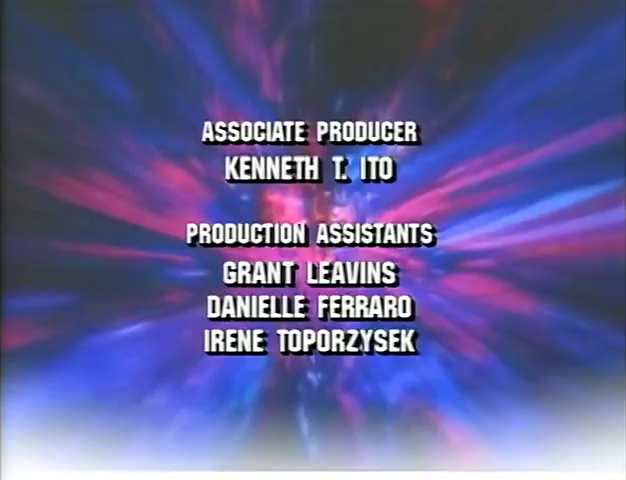 ASSOCIATE PRODUCER
KENNETH T. ITO
PRODUCTION ASSISTANTS
GRANT LEAVINS
DANIELLE FERRARO
IRENE TOPORZYSEK